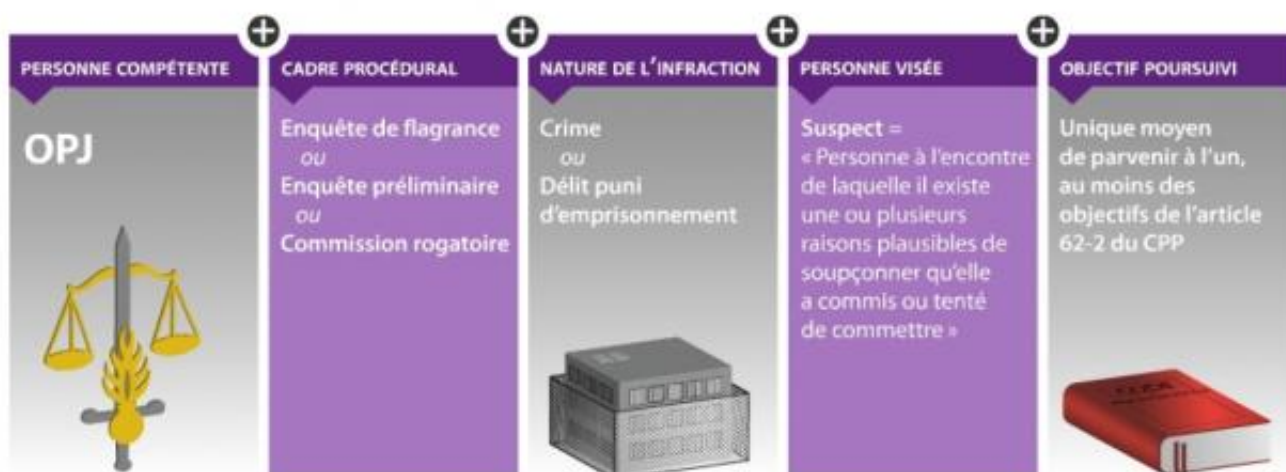 PERSONNE COMPÉTENTE
OPJ
CADRE PROCÉDURAL
Enquête de flagrance
ou
Enquête préliminaire
ou
Commission rogatoire
NATURE DE L'INFRACTION
Crime
ou
Délit puni
d'emprisonnement
PERSONNE VISÉE
Suspect =
« Personne à l'encontre
de laquelle il existe
une ou plusieurs
raisons plausibles de
soupçonner qu'elle
a commis ou tenté
de commettre »
OBJECTIF POURSUIVI
Unique moyen
de parvenir à l'un,
au moins des
objectifs de l'article
62-2 du CPP
CODE